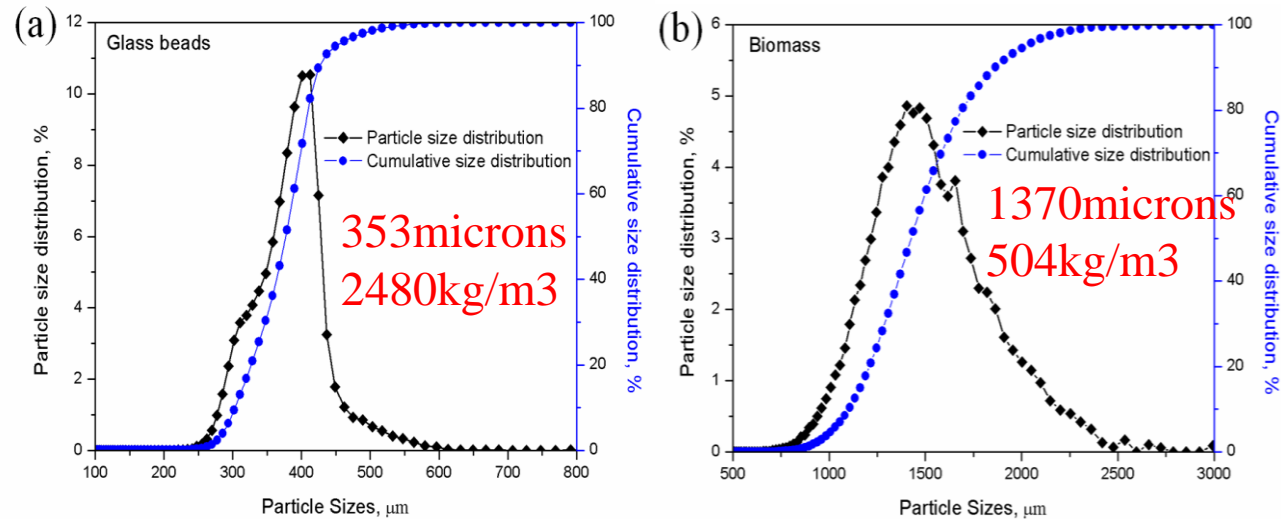 (a)
Glass beads
Particle size distribution
Cumulative size distribution
353microns
2480kg/m3
Particle size distribution, %
0
2
4
6
8
10
12
Cumulative size distribution, %
0
20
40
60
80
100
100 200 300 400 500 600 700 800
Particle Sizes, μm
(b)
Biomass
Particle size distribution
Cumulative size distribution
1370microns
504kg/m3
Particle size distribution, %
0
1
2
3
4
5
6
Cumulative size distribution, %
0
20
40
60
80
100
500 1000 1500 2000 2500 3000
Particle Sizes, μm